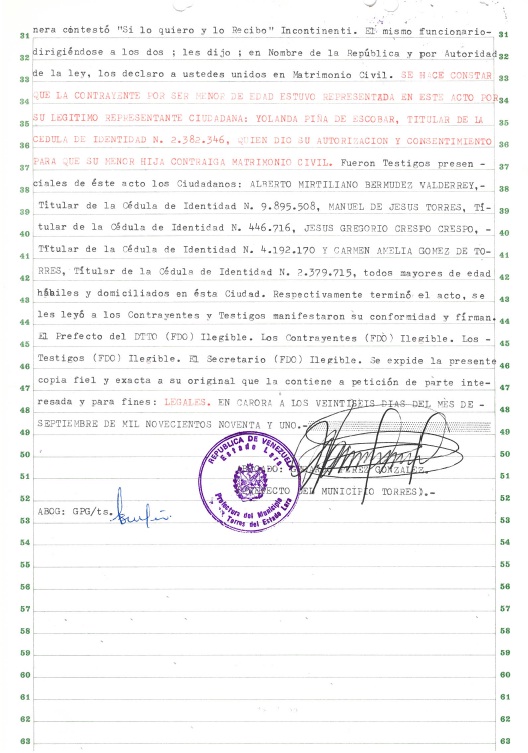 31 nera contestó "Si lo quiero y lo Recibo" Incontinenti. El mismo funcionario- 31
32 dirigiéndose a los dos ; les dijo ; en Nombre de la República y por Autoridad 32
33 de la ley, los declaro a ustedes unidos en Matrimonio Civil. SE HACE CONSTAR 33
34 QUE LA CONTRAYENTE POR SER MENOR DE EDAD ESTUVO REPRESENTADA EN ESTE ACTO POR 34
35 SU LEGITIMO REPRESENTANTE CIUDADANA: YOLANDA PIÑA DE ESCOBAR, TITULAR DE LA 35
36 CEDULA DE IDENTIDAD N. 2.382.346, QUIEN DIO SU AUTORIZACION Y CONSENTIMIENTO 36
37 PARA QUE SU MENOR HIJA CONTRAIGA MATRIMONIO CIVIL. Fueron Testigos presen - 37
38 ciales de éste acto los Ciudadanos: ALBERTO MIRTILIANO BERMUDEZ VALDERREY,- 38
39 Titular de la Cédula de Identidad N. 9.895.508, MANUEL DE JESUS TORRES, Tí- 39
40 tular de la Cédula de Identidad N. 446.716, JESUS GREGORIO CRESPO CRESPO, - 40
41 Títular de la Cédula de Identidad N. 4.192.170 Y CARMEN AMELIA GOMEZ DE TO- 41
42 RRES, Títular de la Cédula de Identidad N. 2.379.715, todos mayores de edad 42
43 hábiles y domiciliados en ésta Ciudad. Respectivamente terminó el acto, se 43
44 les leyó a los Contrayentes y Testigos manifestaron su conformidad y fírman. 44
45 El Prefecto del DTTO (FDO) Ilegible. Los Contrayentes (FDO) Ilegible. Los - 45
46 Testigos (FDO) Ilegible. El Secretario (FDO) Ilegible. Se expide la presente 46
47 copia fiel y exacta a su original que la contiene a petición de parte inte- 47
48 resada y para fines: LEGALES. EN CARORA A LOS VEINTISEIS DIAS DEL MES DE - 48
49 SEPTIEMBRE DE MIL NOVECIENTOS NOVENTA Y UNO.- 49
50 REPUBLICA DE VENEZUELA 50
Estado Lara
51 PEREZ GONZALEZ. 51
DEL MUNICIPIO TORRES).-
52 Prefectura del Municipio 52
Torres del Estado Lara
53 ABOG: GPG/ts. 53
54 54
55 55
56 56
57 57
58 58
59 59
60 60
61 61
62 62
63 63